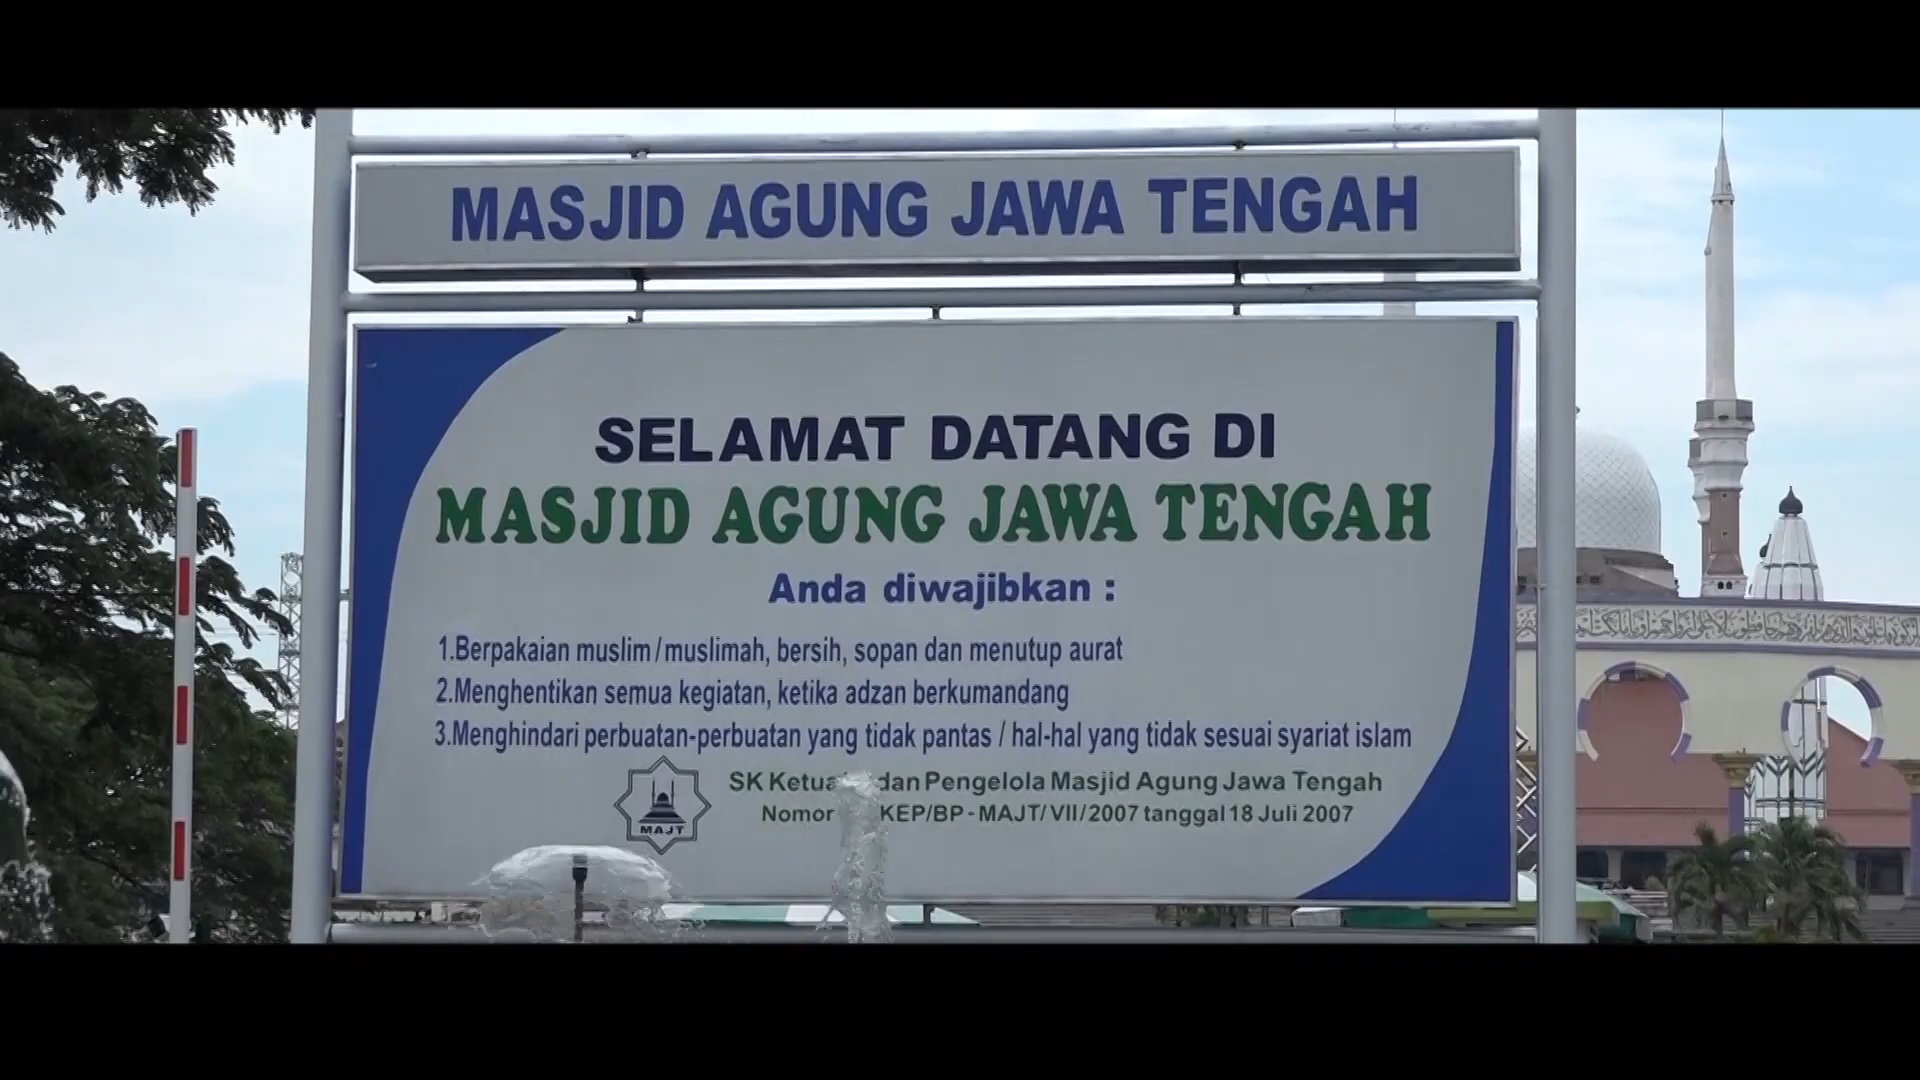 MASJID AGUNG JAWA TENGAH
SELAMAT DATANG DI
MASJID AGUNG JAWA TENGAH
Anda diwajibkan :
1.Berpakaian muslim/muslimah, bersih, sopan dan menutup aurat
2.Menghentikan semua kegiatan, ketika adzan berkumandang
3.Menghindari perbuatan-perbuatan yang tidak pantas / hal-hal yang tidak sesuai syariat islam
SK Ketua dan Pengelola Masjid Agung Jawa Tengah
Nomor KEP/BP - MAJT/ VII/2007 tanggal 18 Juli 2007
MAJT